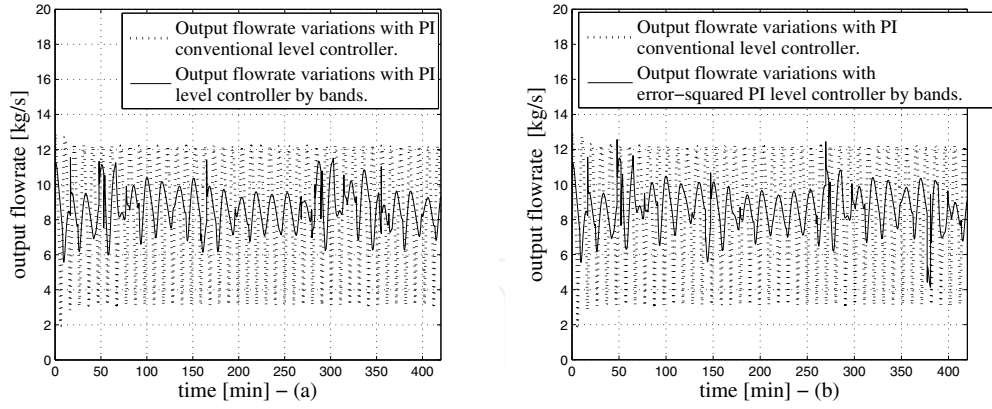 20
18
16
14
12
10
8
6
4
2
0
output flowrate [kg/s]
Output flowrate variations with PI
conventional level controller.
Output flowrate variations with PI
level controller by bands.
0 50 100 150 200 250 300 350 400
time [min] − (a)
20
18
16
14
12
10
8
6
4
2
0
output flowrate [kg/s]
Output flowrate variations with PI
conventional level controller.
Output flowrate variations with
error−squared PI level controller by bands.
0 50 100 150 200 250 300 350 400
time [min] − (b)